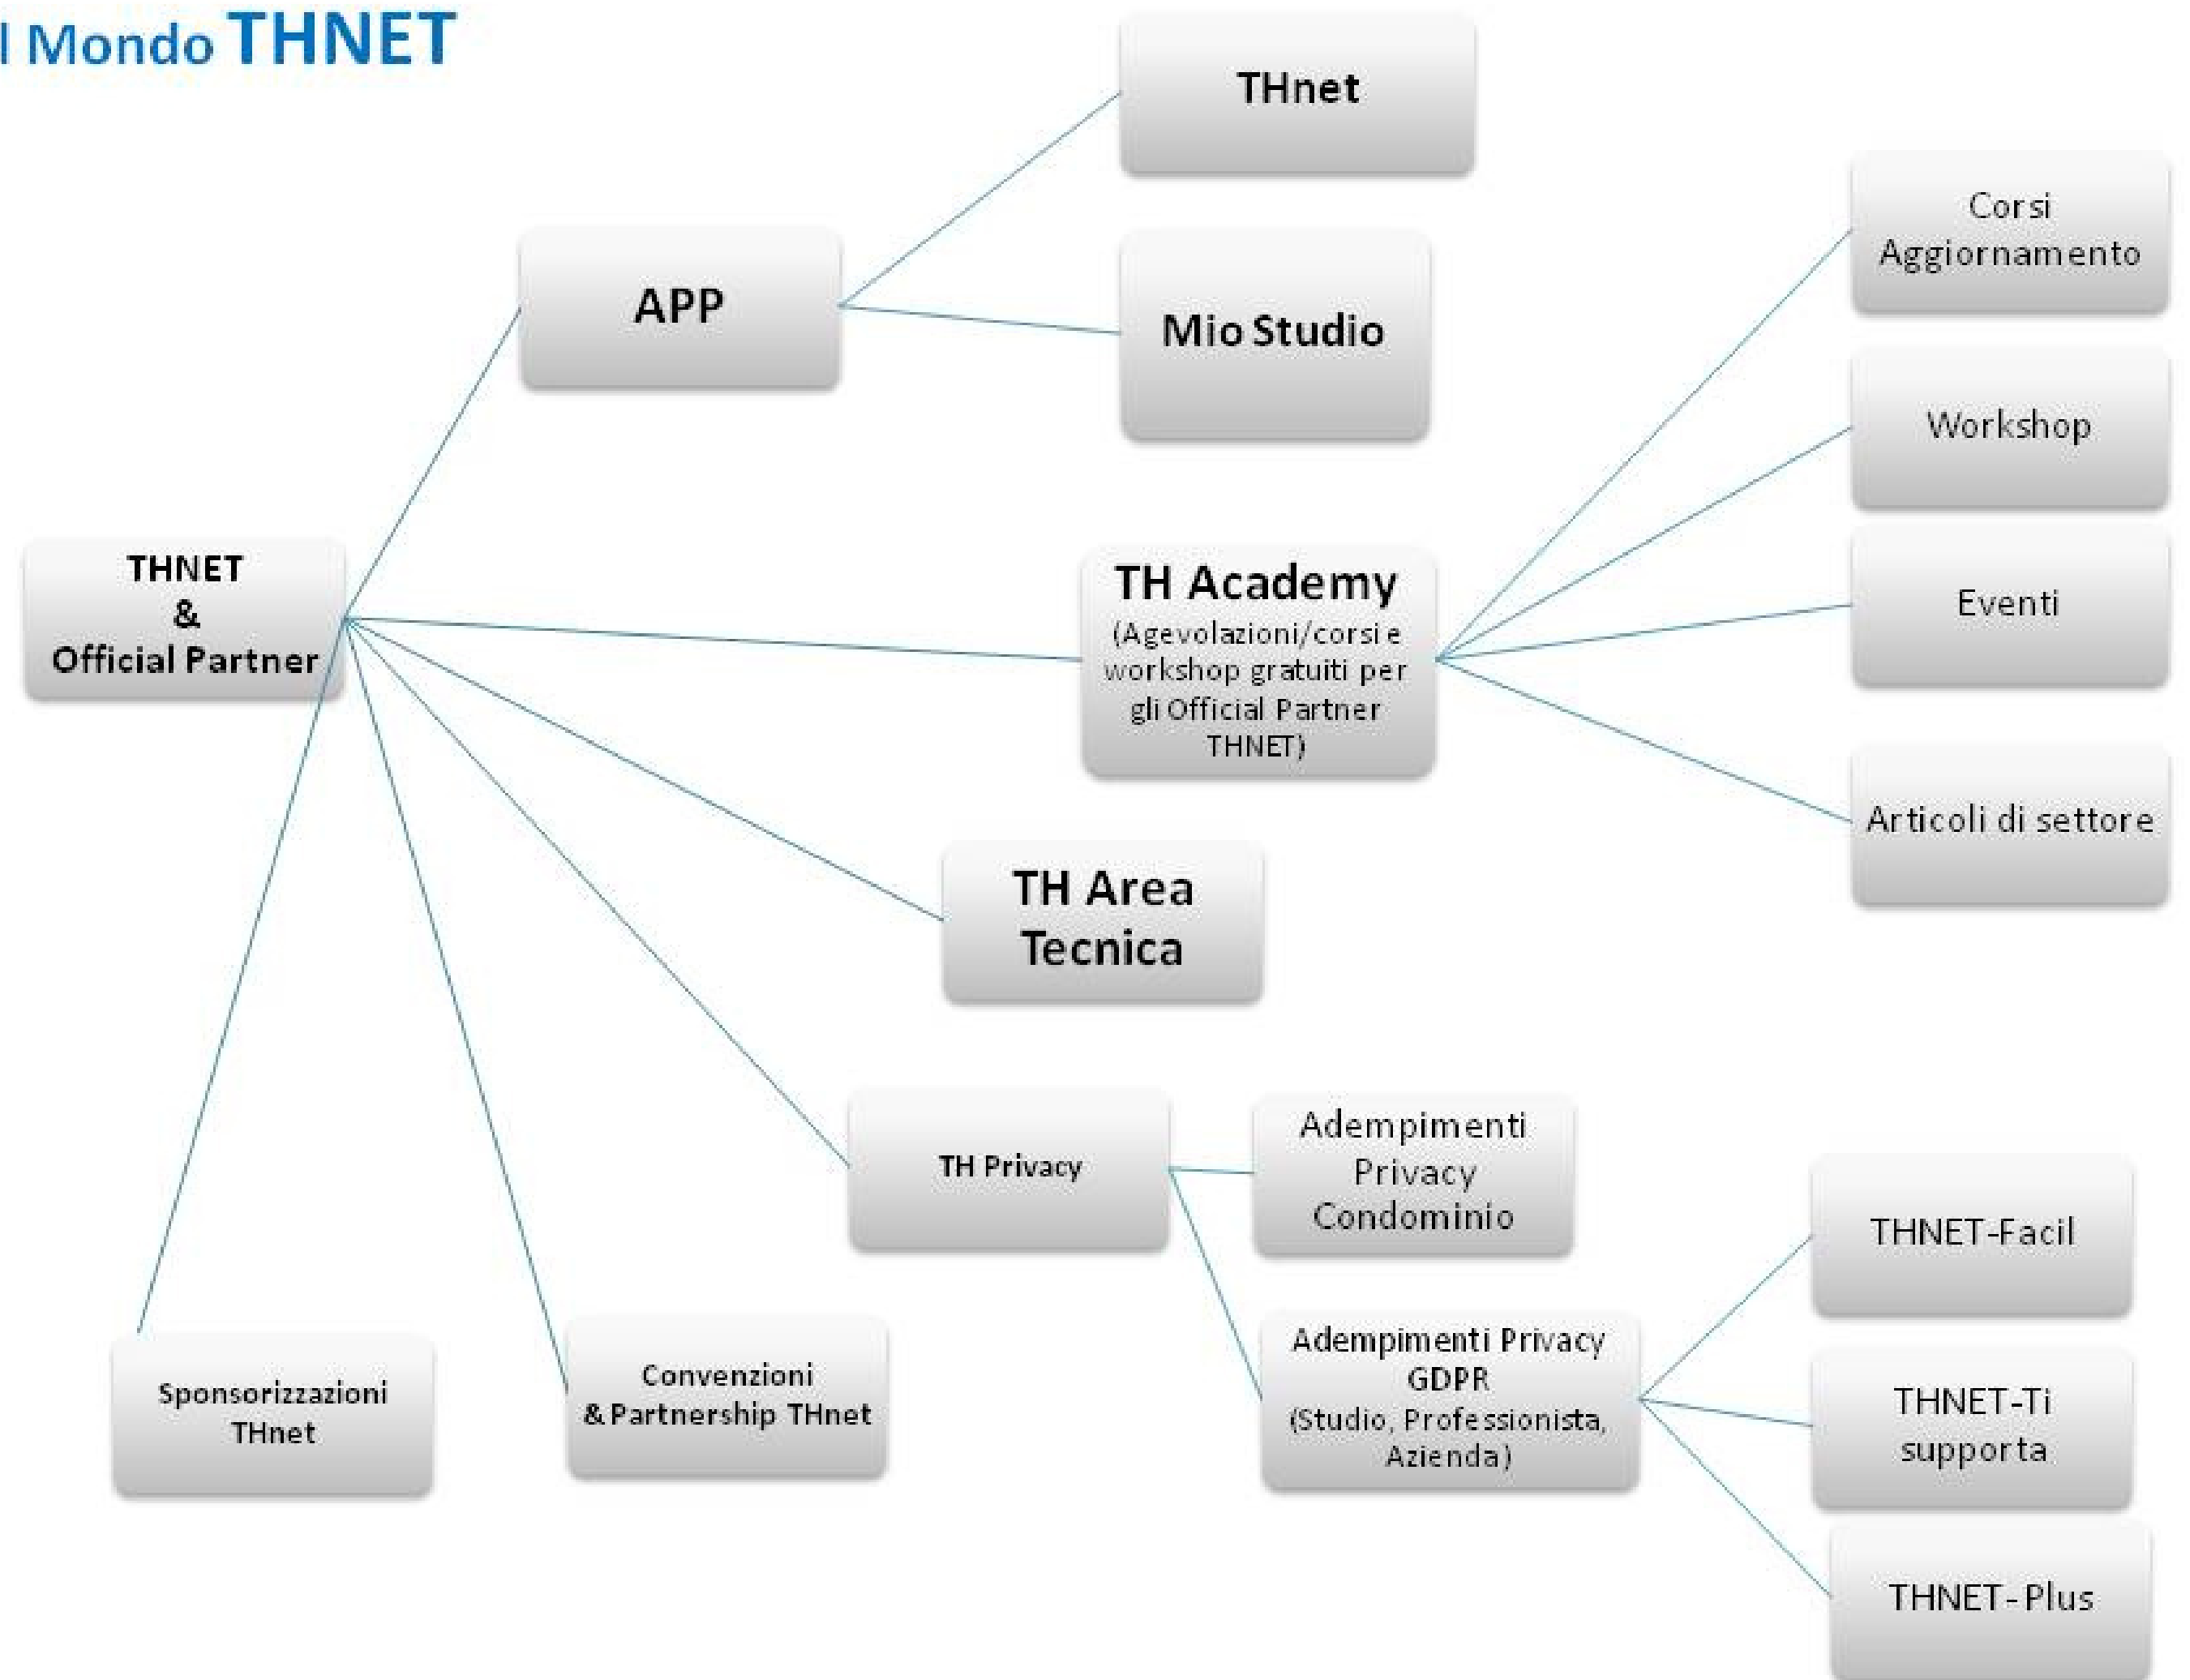 l Mondo THNET
THnet
APP
Mio Studio
Corsi
Aggiornamento
Workshop
THNET
&
Official Partner
TH Academy
(Agevolazioni/corsi e
workshop gratuiti per
gli Official Partner
THNET)
Eventi
Articoli di settore
TH Area
Tecnica
TH Privacy
Adempimenti
Privacy
Condominio
THNET-Facil
Sponsorizzazioni
THnet
Convenzioni
& Partnership THnet
Adempimenti Privacy
GDPR
(Studio, Professionista,
Azienda)
THNET-Ti
supporta
THNET- Plus